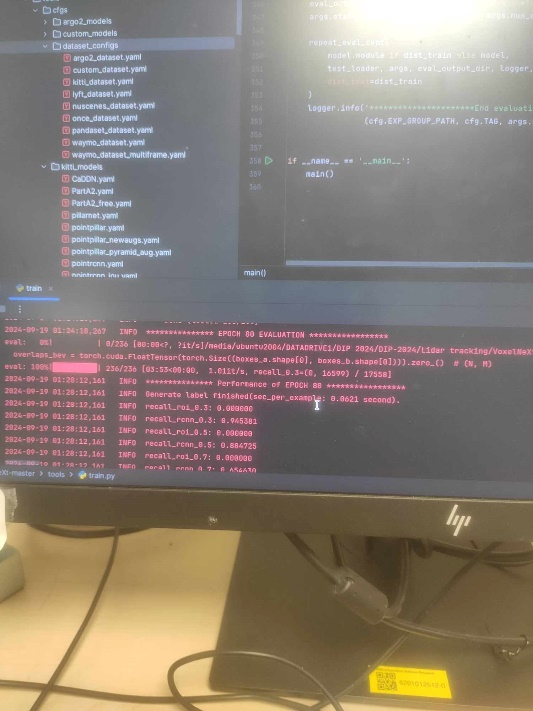 cfgs
argo2_models
custom_models
dataset_configs
argo2_dataset.yaml
custom_dataset.yaml
kitti_dataset.yaml
lyft_dataset.yaml
nuscenes_dataset.yaml
once_dataset.yaml
pandaset_dataset.yaml
waymo_dataset.yaml
waymo_dataset_multiframe.yaml
kitti_models
CaDDN.yaml
PartA2.yaml
PartA2_free.yaml
pillarnet.yaml
pointpillar.yaml
pointpillar_newaugs.yaml
pointpillar_pyramid_aug.yaml
pointrcnn.yaml
pointrcnn_iou.yaml
model.module if dist_train else model,
test_loader, args, eval_output_dir, logger,
dist_test=dist_train
)
354 logger.info('**********************End evaluati
355 (cfg.EXP_GROUP_PATH, cfg.TAG, args.
356
357
358 if __name__ == '__main__':
359 main()
360
main()
train
2024-09-19 01:24:18,267 INFO *************** EPOCH 80 EVALUATION *****************
eval: 0%| | 0/236 [00:00<?, ?it/s]/media/ubuntu2004/DATADRIVE1/DIP 2024/DIP-2024/Lidar tracking/VoxelNeX
overlaps_bev = torch.cuda.FloatTensor(torch.Size((boxes_a.shape[0], boxes_b.shape[0]))).zero_() # (N, M)
eval: 100%| | 236/236 [03:53<00:00, 1.01it/s, recall_0.3=(0, 16599) / 17558]
2024-09-19 01:28:12,161 INFO *************** Performance of EPOCH 80 *****************
2024-09-19 01:28:12,161 INFO Generate label finished(sec_per_example: 0.0621 second).
2024-09-19 01:28:12,161 INFO recall_roi_0.3: 0.000000
2024-09-19 01:28:12,161 INFO recall_rcnn_0.3: 0.945381
2024-09-19 01:28:12,161 INFO recall_roi_0.5: 0.000000
2024-09-19 01:28:12,161 INFO recall_rcnn_0.5: 0.884725
2024-09-19 01:28:12,161 INFO recall_roi_0.7: 0.000000
2024-09-19 01:28:12,161 INFO recall_rcnn_0.7: 0.654630
Xt-master > tools > train.py
hp